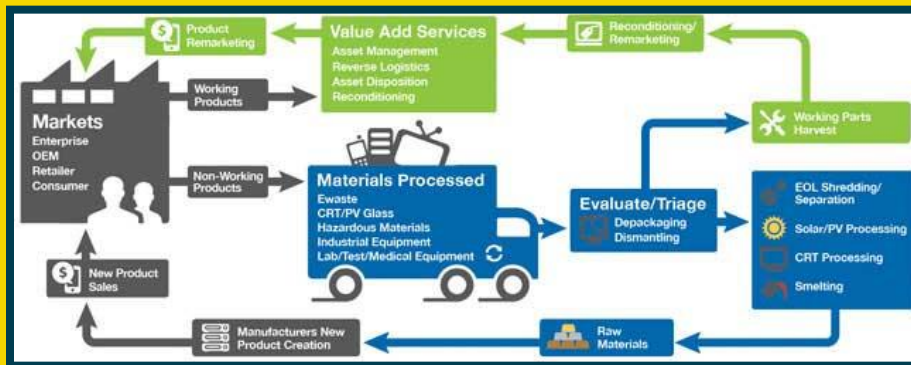 Product
Remarketing
Value Add Services
Asset Management
Reverse Logistics
Asset Disposition
Reconditioning
Reconditioning/
Remarketing
Working
Products
Markets
Enterprise
OEM
Retailer
Consumer
Working Parts
Harvest
Non-Working
Products
Materials Processed
Ewaste
CRT/PV Glass
Hazardous Materials
Industrial Equipment
Lab/Test/Medical Equipment
Evaluate/Triage
Depackaging
Dismantling
EOL Shredding/
Separation
Solar/PV Processing
CRT Processing
Smelting
$
New Product
Sales
Manufacturers New
Product Creation
Raw
Materials